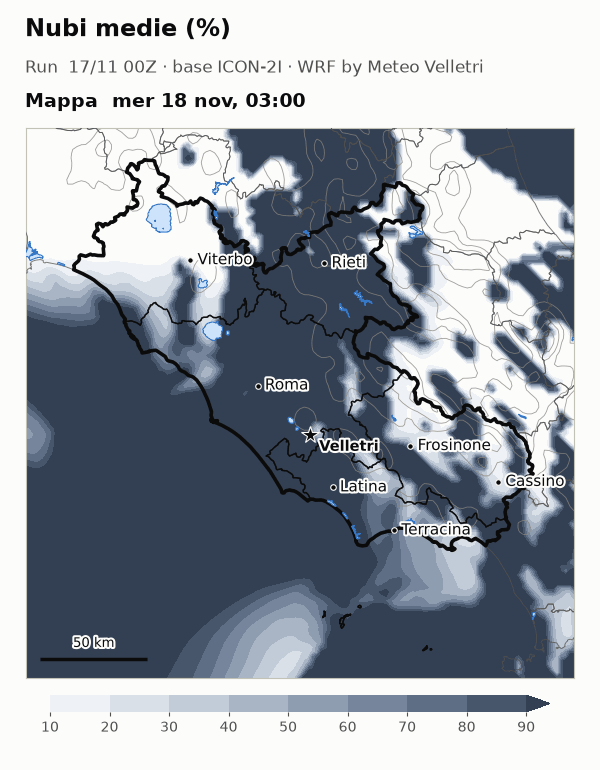 Nubi medie (%)
Run 17/11 00Z · base ICON-2I · WRF by Meteo Velletri
Mappa mer 18 nov, 03:00
Viterbo
Rieti
Roma
Velletri
Frosinone
Latina
Cassino
Terracina
50 km
10 20 30 40 50 60 70 80 90